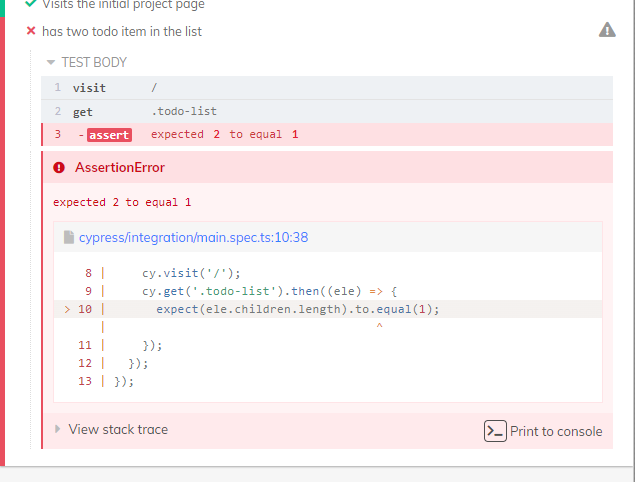 Visits the initial project page
has two todo item in the list
TEST BODY
1 visit /
2 get .todo-list
3 - assert expected 2 to equal 1
AssertionError
expected 2 to equal 1
cypress/integration/main.spec.ts:10:38
8 | cy.visit('/');
9 | cy.get('.todo-list').then((ele) => {
> 10 | expect(ele.children.length).to.equal(1);
| ^
11 | });
12 | });
13 | });
View stack trace
Print to console